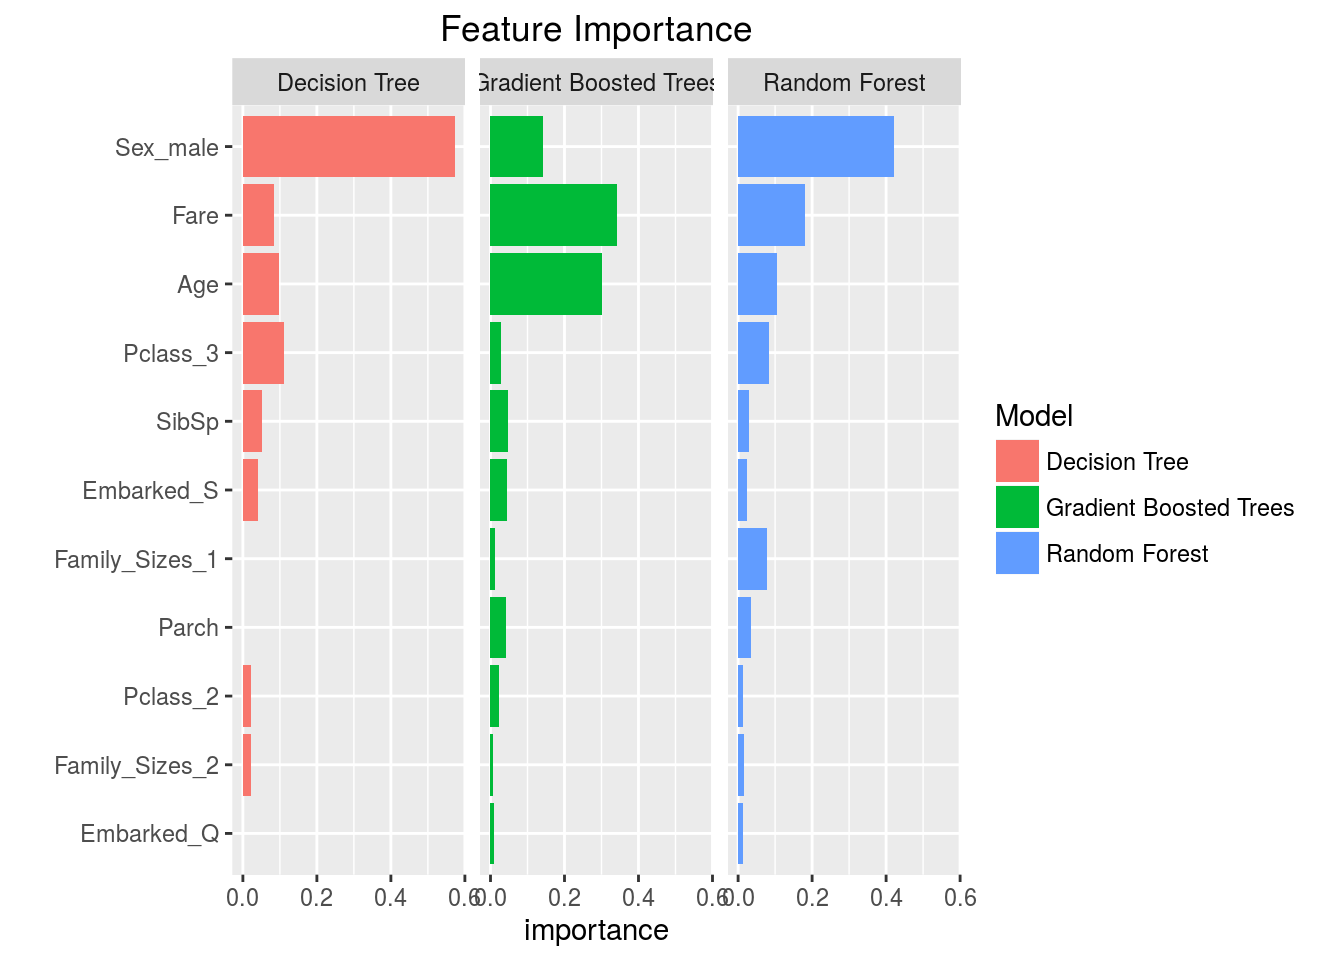 Feature Importance
Decision Tree
Gradient Boosted Trees
Random Forest
Sex_male
Fare
Age
Pclass_3
SibSp
Embarked_S
Family_Sizes_1
Parch
Pclass_2
Family_Sizes_2
Embarked_Q
0.0 0.2 0.4 0.6
0.0 0.2 0.4 0.6
0.0 0.2 0.4 0.6
importance
Model
Decision Tree
Gradient Boosted Trees
Random Forest